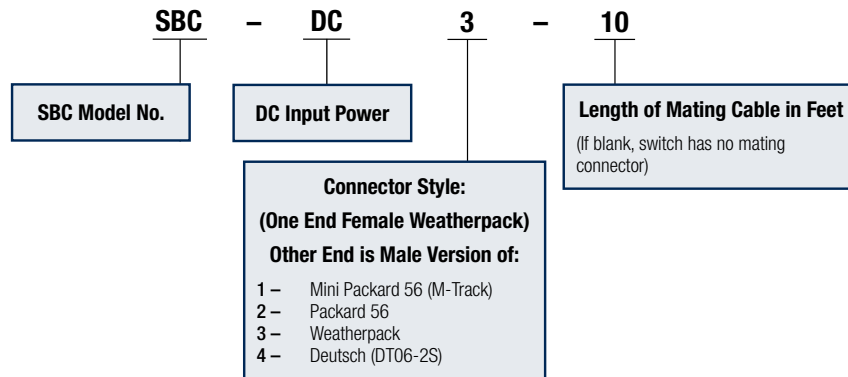 SBC – DC 3 – 10
SBC Model No.
DC Input Power
Length of Mating Cable in Feet
(If blank, switch has no mating
connector)
Connector Style:
(One End Female Weatherpack)
Other End is Male Version of:
1 – Mini Packard 56 (M-Track)
2 – Packard 56
3 – Weatherpack
4 – Deutsch (DT06-2S)